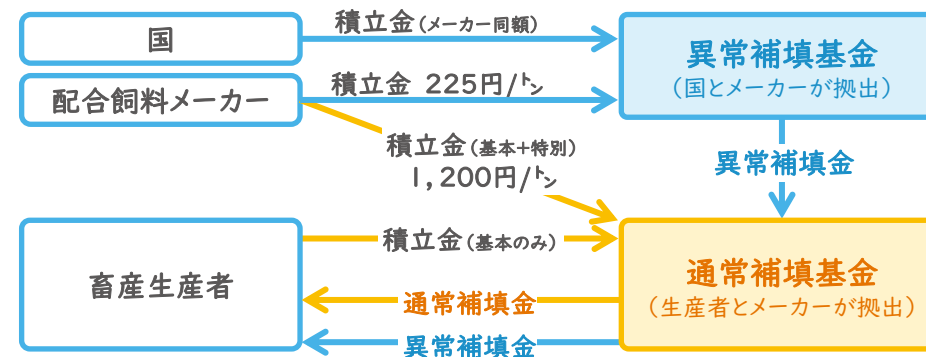 国
積立金(メーカー同額)
異常補填基金
(国とメーカーが拠出)
配合飼料メーカー
積立金 225円/㌧
積立金(基本+特別)
1,200円/㌧
異常補填金
畜産生産者
積立金(基本のみ)
通常補填基金
(生産者とメーカーが拠出)
通常補填金
異常補填金